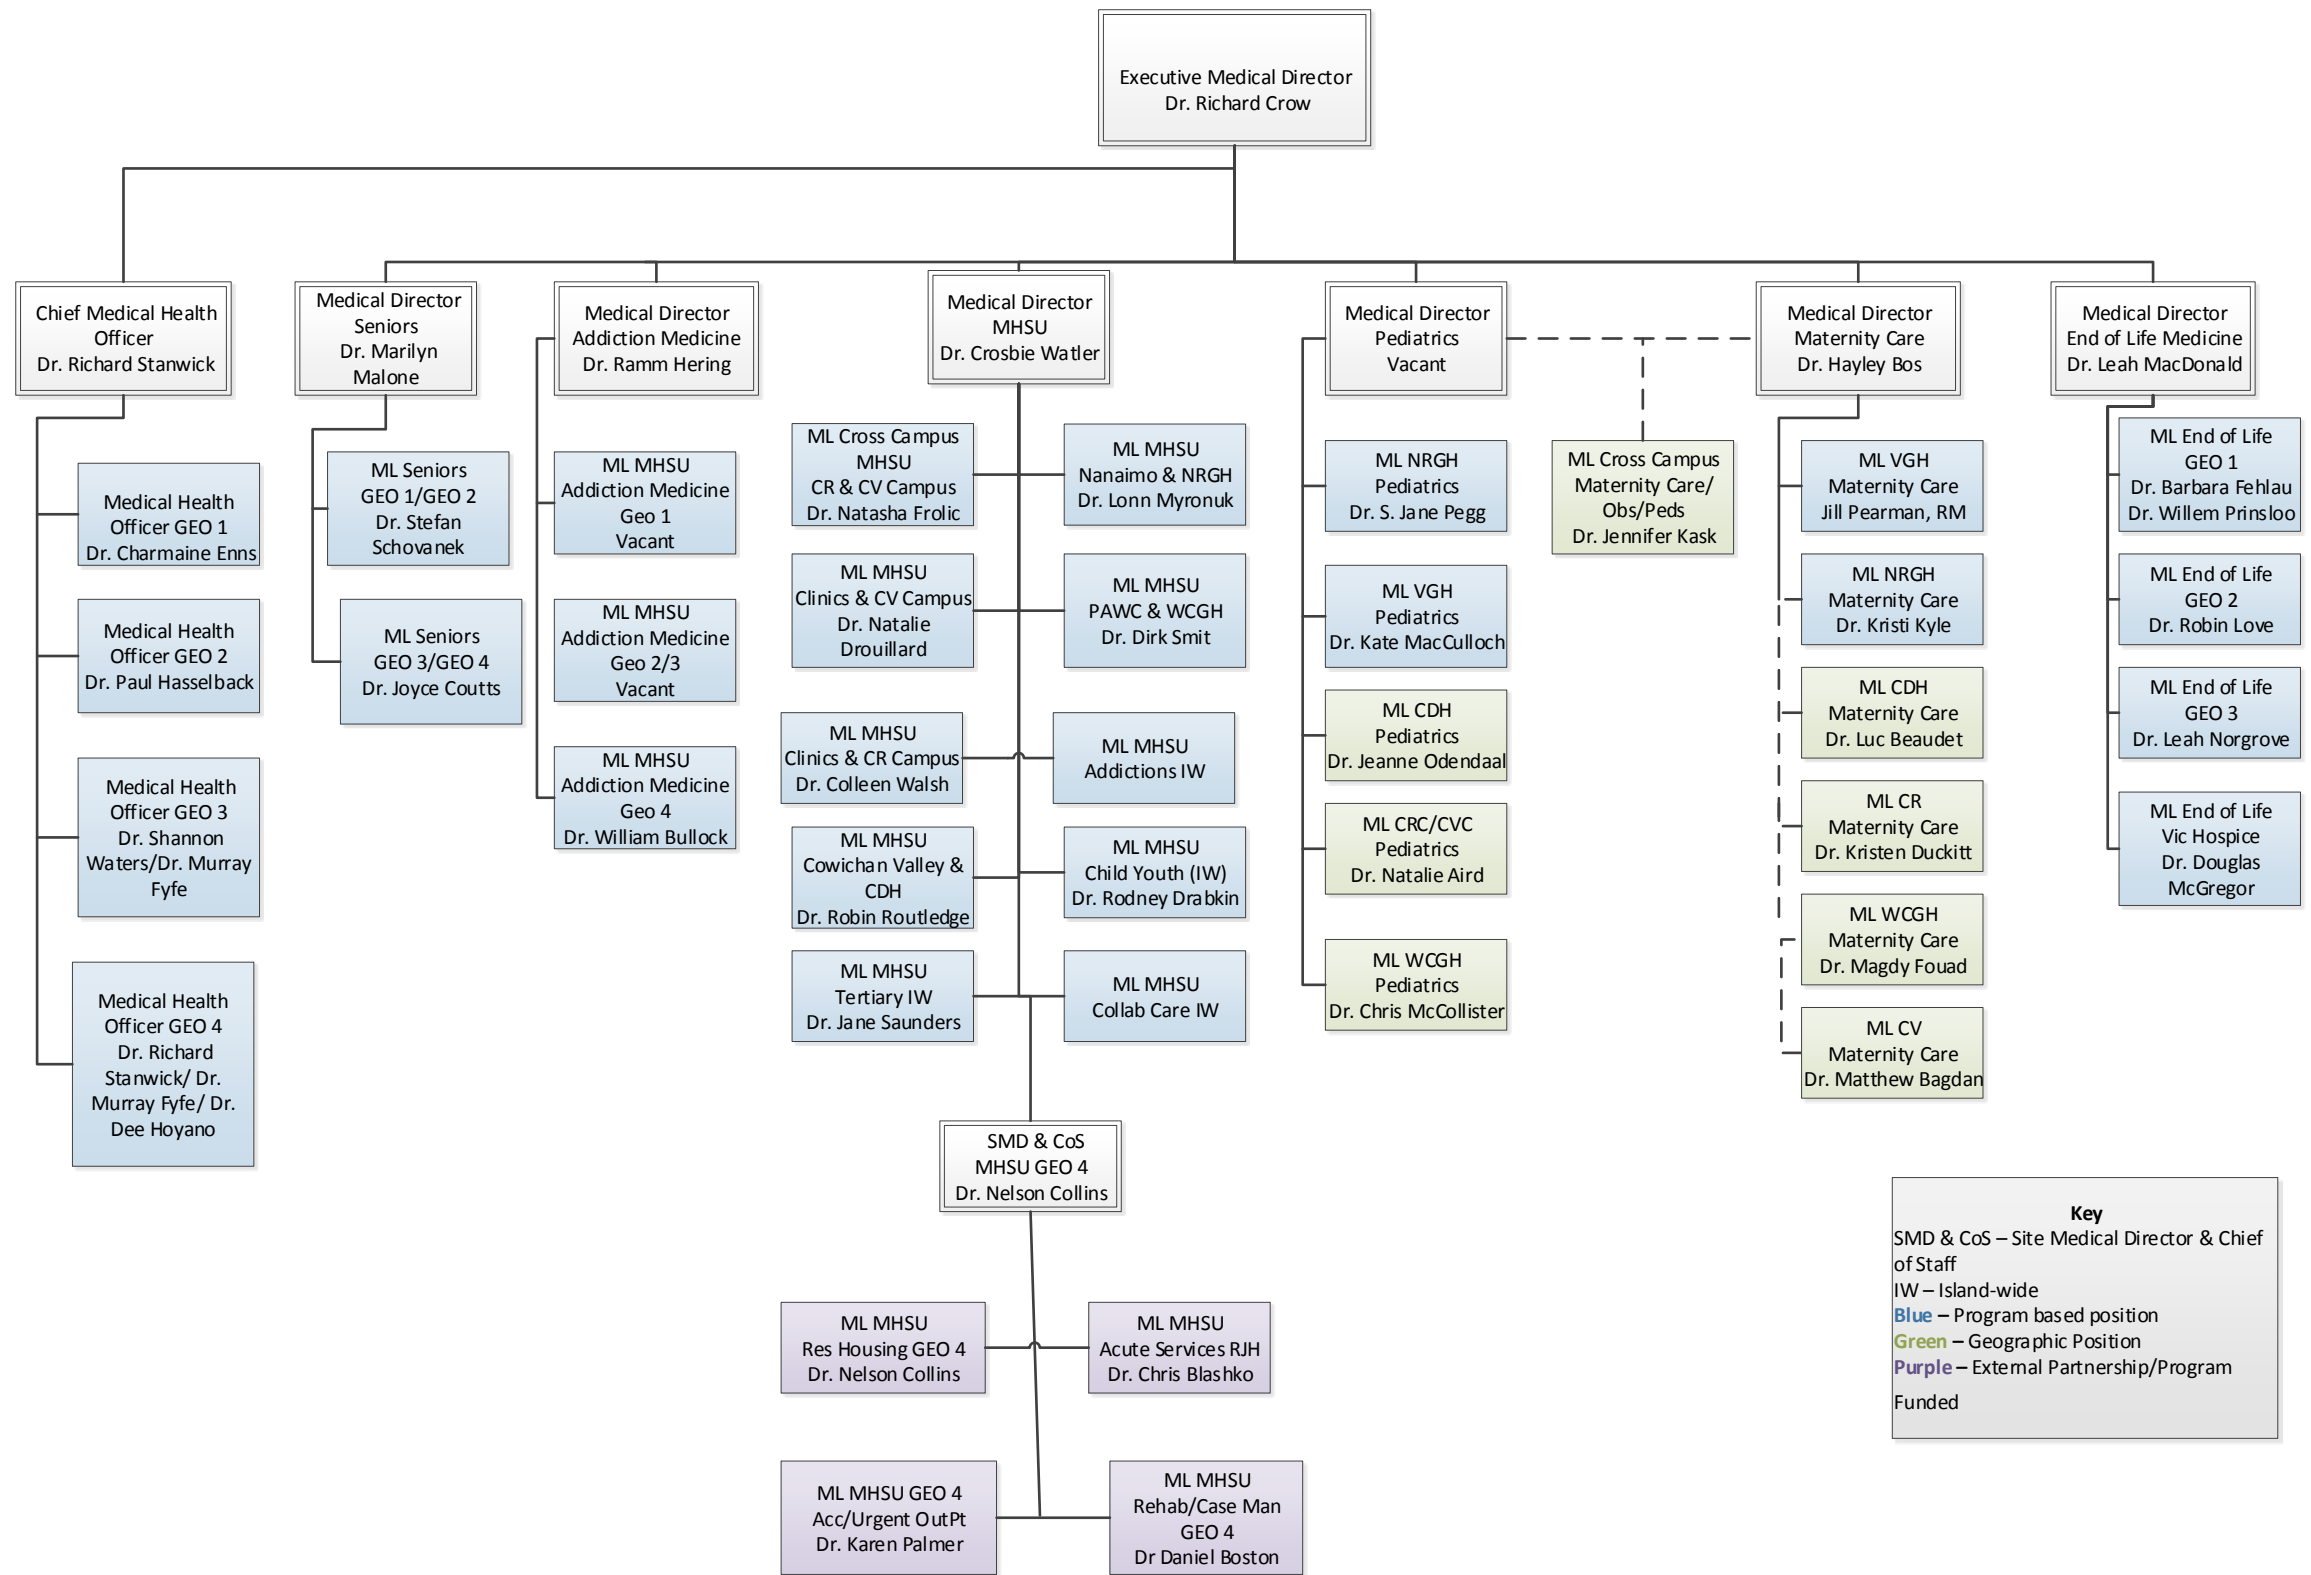 Executive Medical Director
Dr. Richard Crow
Chief Medical Health
Officer
Dr. Richard Stanwick
Medical Director
Seniors
Dr. Marilyn
Malone
Medical Director
Addiction Medicine
Dr. Ramm Hering
Medical Director
MHSU
Dr. Crosbie Watler
Medical Director
Pediatrics
Vacant
Medical Director
Maternity Care
Dr. Hayley Bos
Medical Director
End of Life Medicine
Dr. Leah MacDonald
Medical Health
Officer GEO 1
Dr. Charmaine Enns
Medical Health
Officer GEO 2
Dr. Paul Hasselback
Medical Health
Officer GEO 3
Dr. Shannon
Waters/Dr. Murray
Fyfe
Medical Health
Officer GEO 4
Dr. Richard
Stanwick/ Dr.
Murray Fyfe/ Dr.
Dee Hoyano
ML Seniors
GEO 1/GEO 2
Dr. Stefan
Schovanek
ML Seniors
GEO 3/GEO 4
Dr. Joyce Coutts
ML MHSU
Addiction Medicine
Geo 1
Vacant
ML MHSU
Addiction Medicine
Geo 2/3
Vacant
ML MHSU
Addiction Medicine
Geo 4
Dr. William Bullock
ML Cross Campus
MHSU
CR & CV Campus
Dr. Natasha Frolic
ML MHSU
Nanaimo & NRGH
Dr. Lonn Myronuk
ML MHSU
Clinics & CV Campus
Dr. Natalie
Drouillard
ML MHSU
PAWC & WCGH
Dr. Dirk Smit
ML MHSU
Clinics & CR Campus
Dr. Colleen Walsh
ML MHSU
Addictions IW
ML MHSU
Cowichan Valley &
CDH
Dr. Robin Routledge
ML MHSU
Child Youth (IW)
Dr. Rodney Drabkin
ML MHSU
Tertiary IW
Dr. Jane Saunders
ML MHSU
Collab Care IW
SMD & CoS
MHSU GEO 4
Dr. Nelson Collins
ML MHSU
Res Housing GEO 4
Dr. Nelson Collins
ML MHSU
Acute Services RJH
Dr. Chris Blashko
ML MHSU GEO 4
Acc/Urgent OutPt
Dr. Karen Palmer
ML MHSU
Rehab/Case Man
GEO 4
Dr Daniel Boston
ML NRGH
Pediatrics
Dr. S. Jane Pegg
ML VGH
Pediatrics
Dr. Kate MacCulloch
ML CDH
Pediatrics
Dr. Jeanne Odendaal
ML CRC/CVC
Pediatrics
Dr. Natalie Aird
ML WCGH
Pediatrics
Dr. Chris McCollister
ML Cross Campus
Maternity Care/
Obs/Peds
Dr. Jennifer Kask
ML VGH
Maternity Care
Jill Pearman, RM
ML NRGH
Maternity Care
Dr. Kristi Kyle
ML CDH
Maternity Care
Dr. Luc Beaudet
ML CR
Maternity Care
Dr. Kristen Duckitt
ML WCGH
Maternity Care
Dr. Magdy Fouad
ML CV
Maternity Care
Dr. Matthew Bagdan
ML End of Life
GEO 1
Dr. Barbara Fehlau
Dr. Willem Prinsloo
ML End of Life
GEO 2
Dr. Robin Love
ML End of Life
GEO 3
Dr. Leah Norgrove
ML End of Life
Vic Hospice
Dr. Douglas
McGregor
Key
SMD & CoS – Site Medical Director & Chief
of Staff
IW – Island-wide
Blue – Program based position
Green – Geographic Position
Purple – External Partnership/Program
Funded